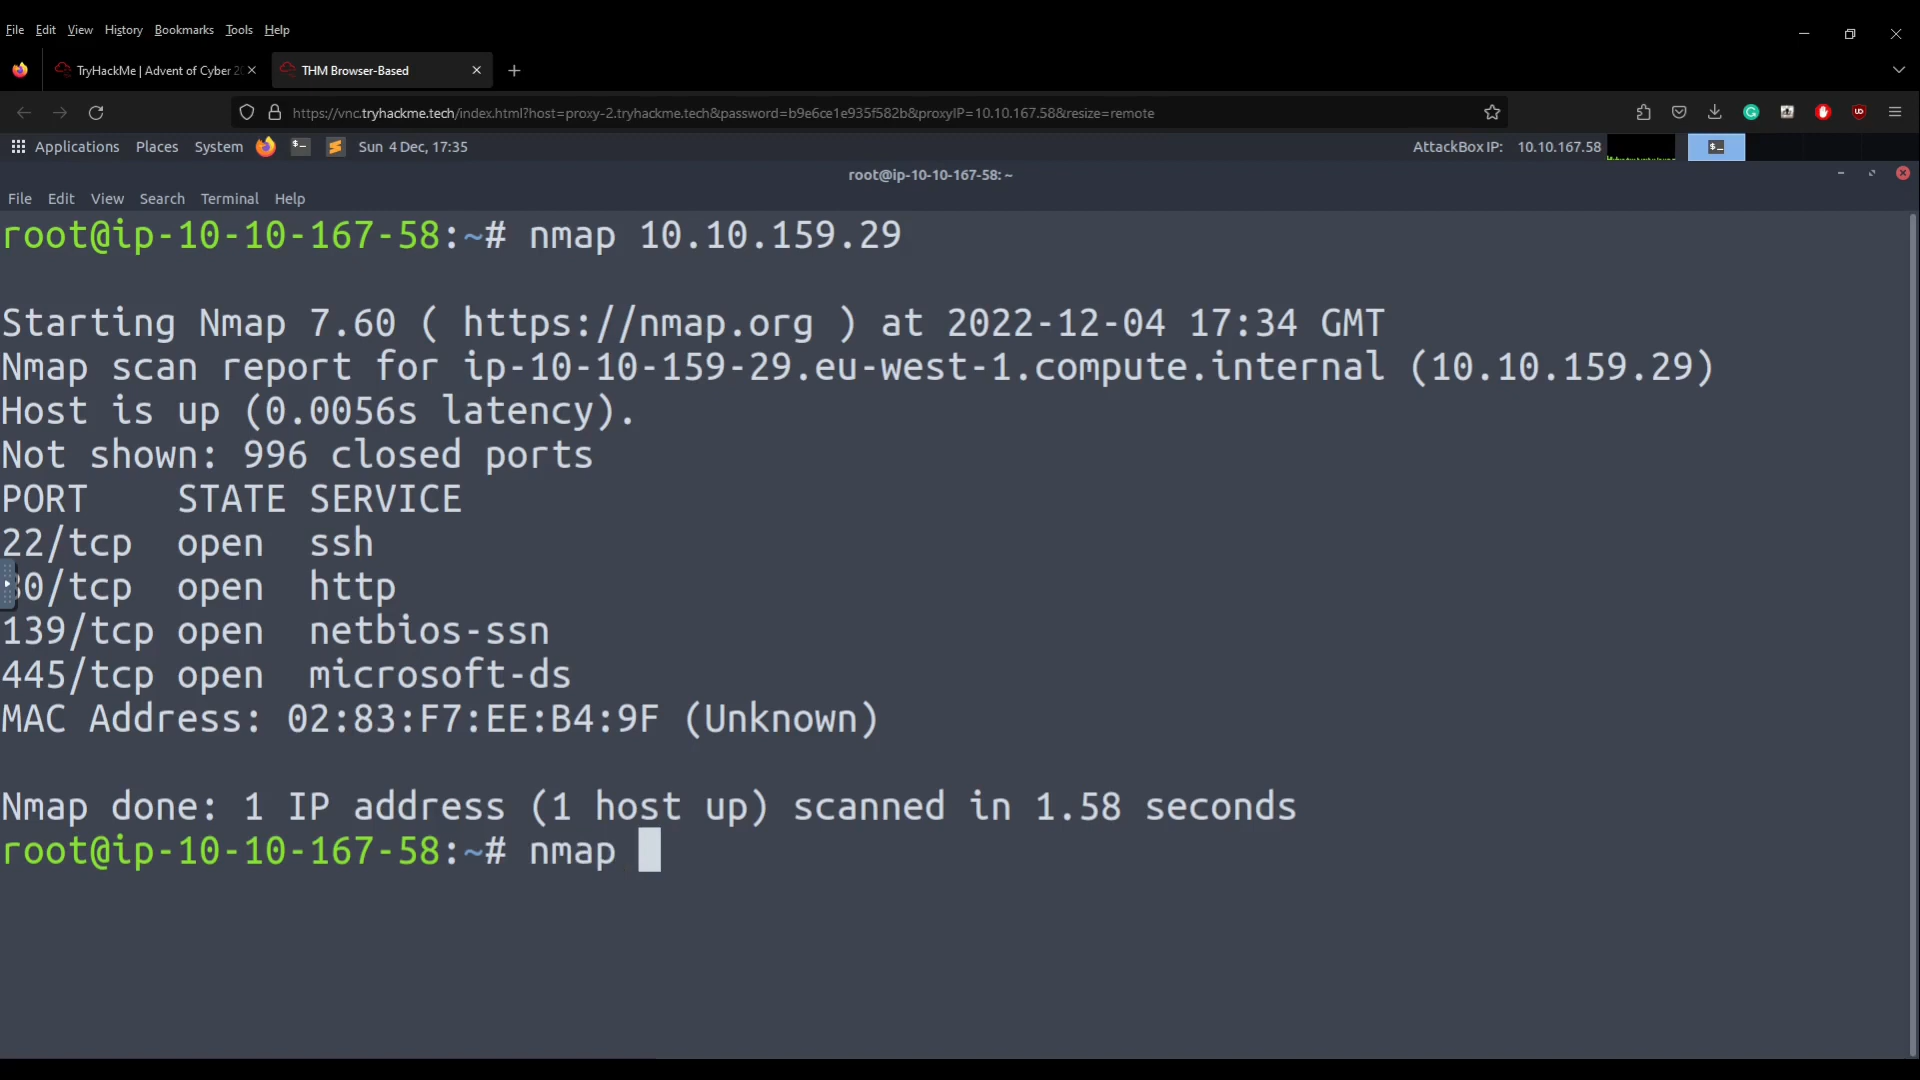 File Edit View History Bookmarks Tools Help
TryHackMe | Advent of Cyber 20
THM Browser-Based
https://vnc.tryhackme.tech/index.html?host=proxy-2.tryhackme.tech&password=b9e6ce1e935f582b&proxyIP=10.10.167.58&resize=remote
Applications Places System Sun 4 Dec, 17:35 AttackBox IP: 10.10.167.58
root@ip-10-10-167-58: ~
File Edit View Search Terminal Help
root@ip-10-10-167-58:~# nmap 10.10.159.29
Starting Nmap 7.60 ( https://nmap.org ) at 2022-12-04 17:34 GMT
Nmap scan report for ip-10-10-159-29.eu-west-1.compute.internal (10.10.159.29)
Host is up (0.0056s latency).
Not shown: 996 closed ports
PORT STATE SERVICE
22/tcp open ssh
80/tcp open http
139/tcp open netbios-ssn
445/tcp open microsoft-ds
MAC Address: 02:83:F7:EE:B4:9F (Unknown)
Nmap done: 1 IP address (1 host up) scanned in 1.58 seconds
root@ip-10-10-167-58:~# nmap